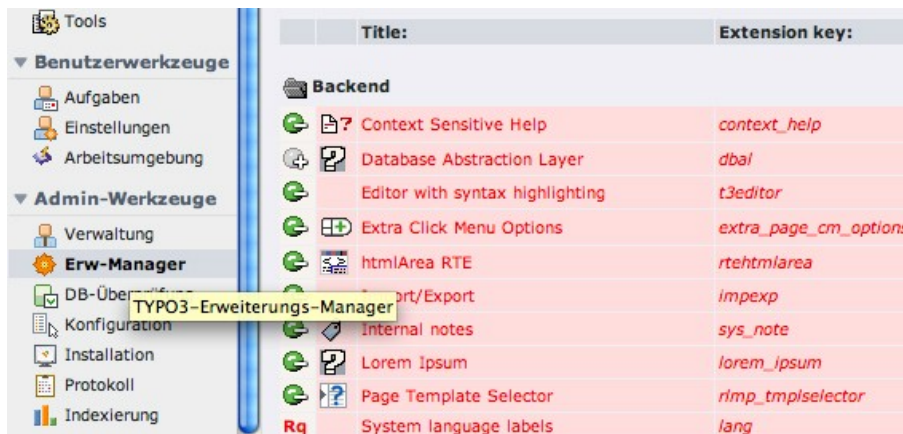 Tools
Benutzerwerkzeuge
Aufgaben
Einstellungen
Arbeitsumgebung
Admin-Werkzeuge
Verwaltung
Erw-Manager
TYPO3-Erweiterungs-Manager
Konfiguration
Installation
Protokoll
Indexierung
Title: Extension key:
Backend
Context Sensitive Help context_help
Database Abstraction Layer dbal
Editor with syntax highlighting t3editor
Extra Click Menu Options extra_page_cm_options
htmlArea RTE rtehtmlarea
impexp
Internal notes sys_note
Lorem Ipsum lorem_ipsum
Page Template Selector rlmp_tmplselector
Rq System language labels lang